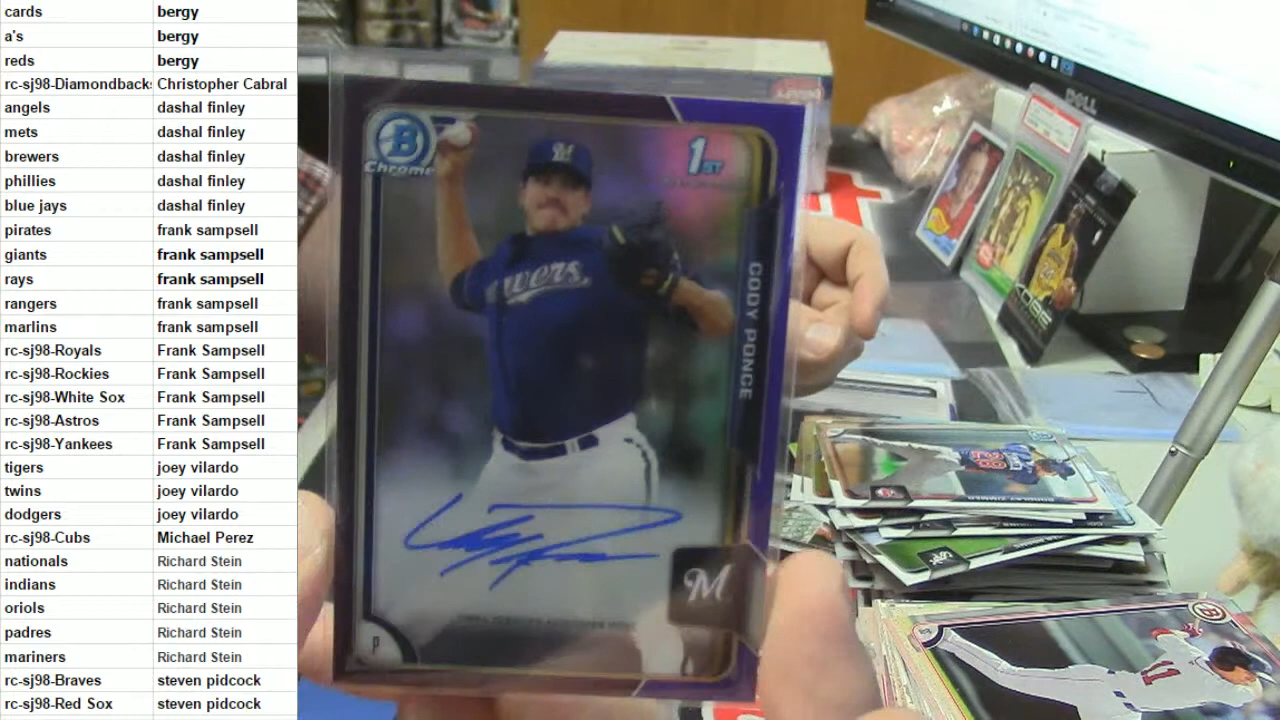 cards bergy
a's bergy
reds bergy
rc-sj98-Diamondbacks Christopher Cabral
angels dashal finley
mets dashal finley
brewers dashal finley
phillies dashal finley
blue jays dashal finley
pirates frank sampsell
giants frank sampsell
rays frank sampsell
rangers frank sampsell
marlins frank sampsell
rc-sj98-Royals Frank Sampsell
rc-sj98-Rockies Frank Sampsell
rc-sj98-White Sox Frank Sampsell
rc-sj98-Astros Frank Sampsell
rc-sj98-Yankees Frank Sampsell
tigers joey vilardo
twins joey vilardo
dodgers joey vilardo
rc-sj98-Cubs Michael Perez
nationals Richard Stein
indians Richard Stein
oriols Richard Stein
padres Richard Stein
mariners Richard Stein
rc-sj98-Braves steven pidcock
rc-sj98-Red Sox steven pidcock
B
Chrome
1ST
CODY PONCE
M
P
DELL
KOBE
24
11
B